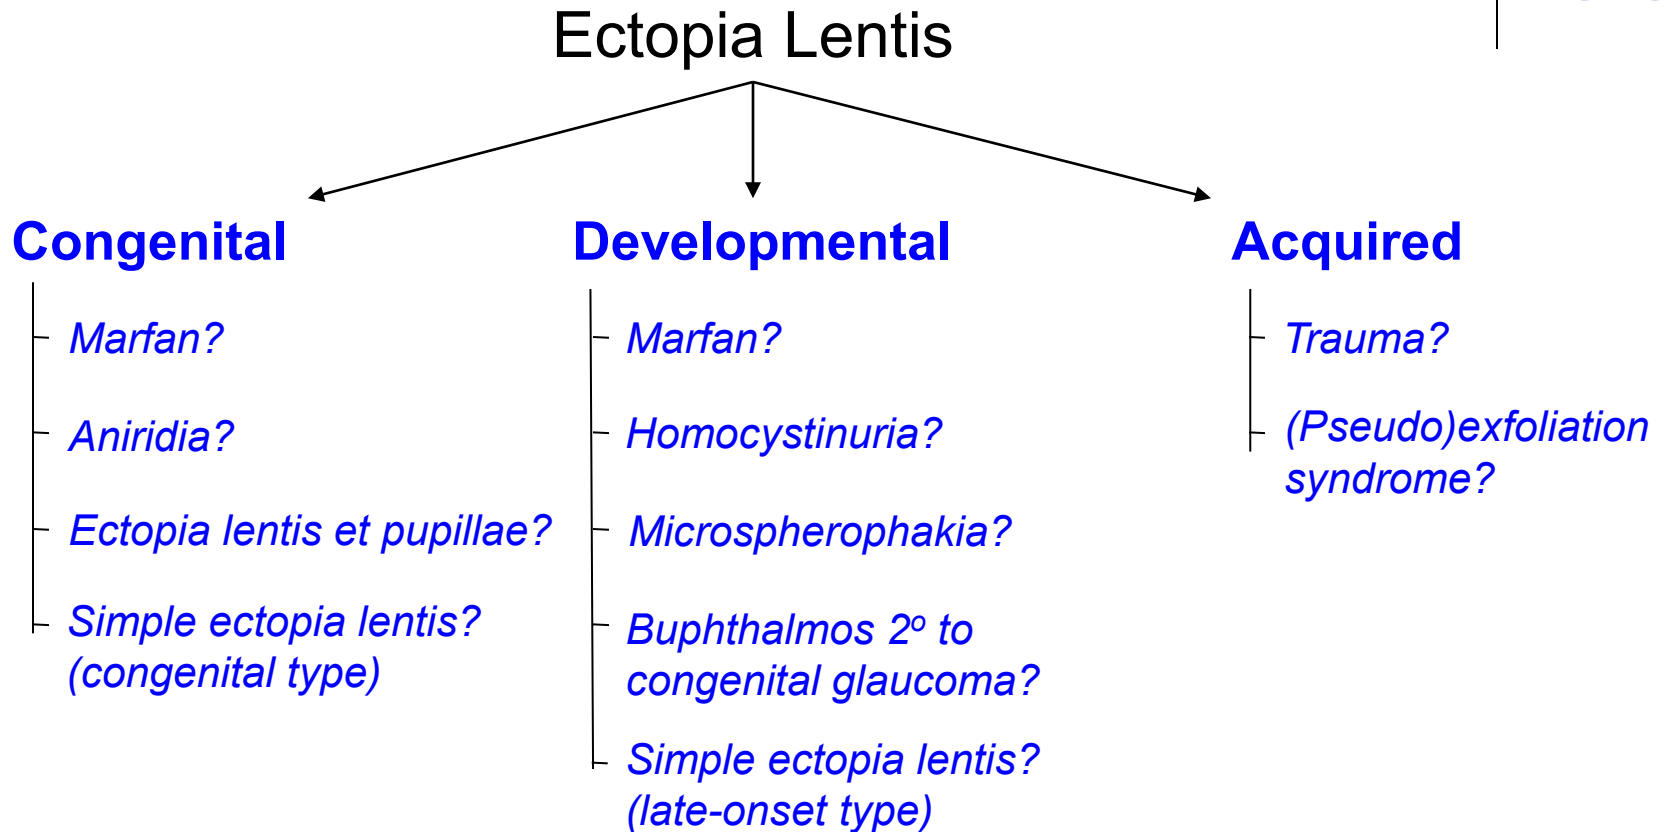 Ectopia Lentis
Congenital
Developmental
Acquired
Marfan?
Aniridia?
Ectopia lentis et pupillae?
Simple ectopia lentis?
(congenital type)
Marfan?
Homocystinuria?
Microspherophakia?
Buphthalmos 2º to
congenital glaucoma?
Simple ectopia lentis?
(late-onset type)
Trauma?
(Pseudo)exfoliation
syndrome?